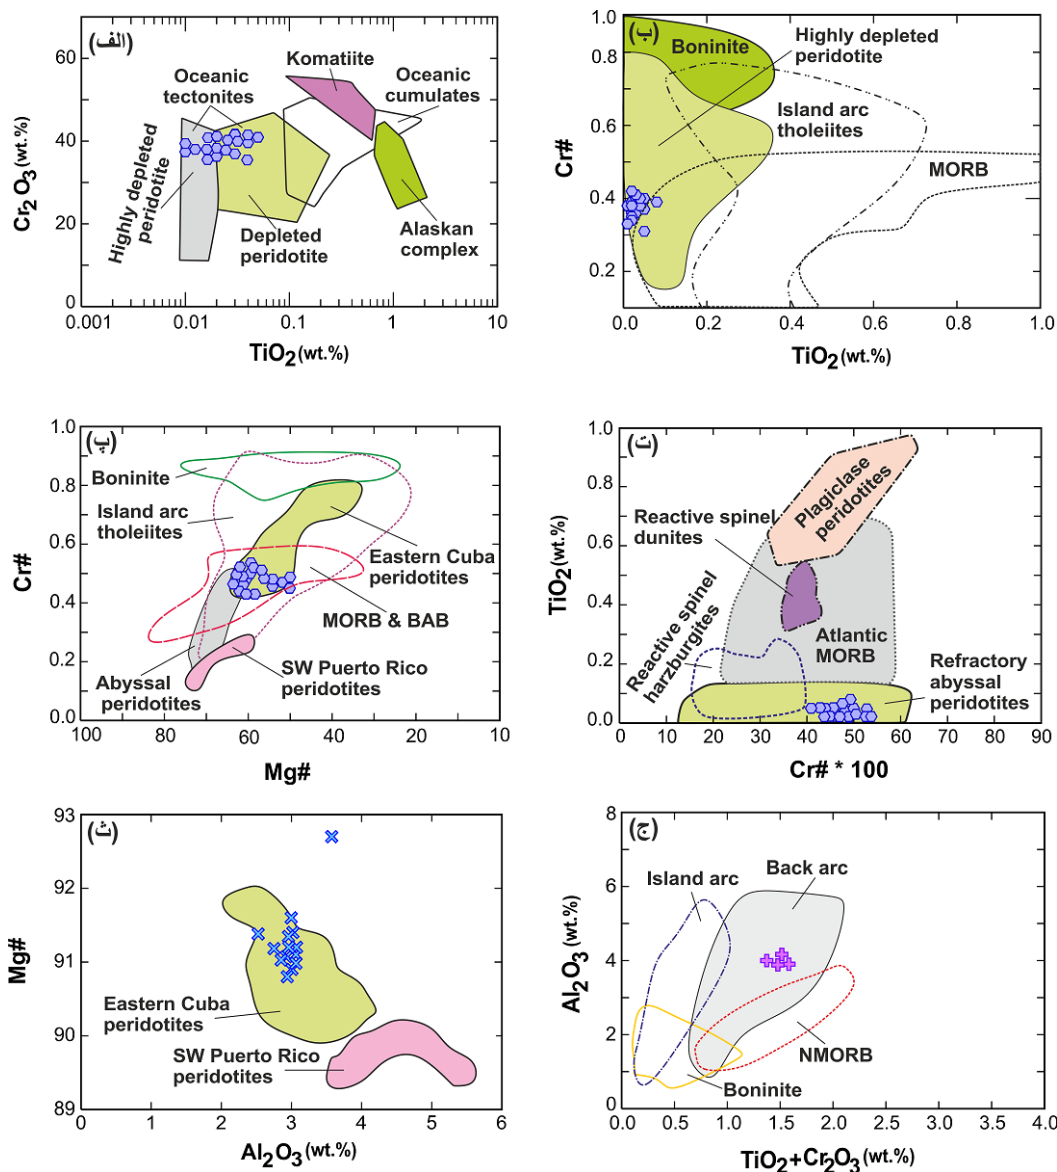 (الف)
Cr2O3(wt.%)
60
40
20
0
Oceanic
tectonites
Komatiite
Oceanic
cumulates
Highly depleted
peridotite
Depleted
peridotite
Alaskan
complex
0.001 0.01 0.1 1 10
TiO2(wt.%)
(ب)
Cr#
1.0
0.8
0.6
0.4
0.2
Boninite
Highly depleted
peridotite
Island arc
tholeiites
MORB
0.0 0.2 0.4 0.6 0.8 1.0
TiO2(wt.%)
(پ)
Cr#
1.0
0.8
0.6
0.4
0.2
0.0
Boninite
Island arc
tholeiites
Eastern Cuba
peridotites
MORB & BAB
Abyssal
peridotites
SW Puerto Rico
peridotites
100 80 60 40 20 0
Mg#
(ت)
TiO2(wt.%)
1.0
0.8
0.6
0.4
0.2
0.0
Plagiclase
peridotites
Reactive spinel
dunites
Reactive spinel
harzburgites
Atlantic
MORB
Refractory
abyssal
peridotites
0 10 20 30 40 50 60 70 80 90
Cr# * 100
(ث)
Mg#
93
92
91
90
89
Eastern Cuba
peridotites
SW Puerto Rico
peridotites
0 1 2 3 4 5 6
Al2O3(wt.%)
(ج)
Al2O3(wt.%)
8
6
4
2
0
Island arc
Back arc
NMORB
Boninite
0 0.5 1.0 1.5 2.0 2.5 3.0 3.5 4.0
TiO2+Cr2O3(wt.%)